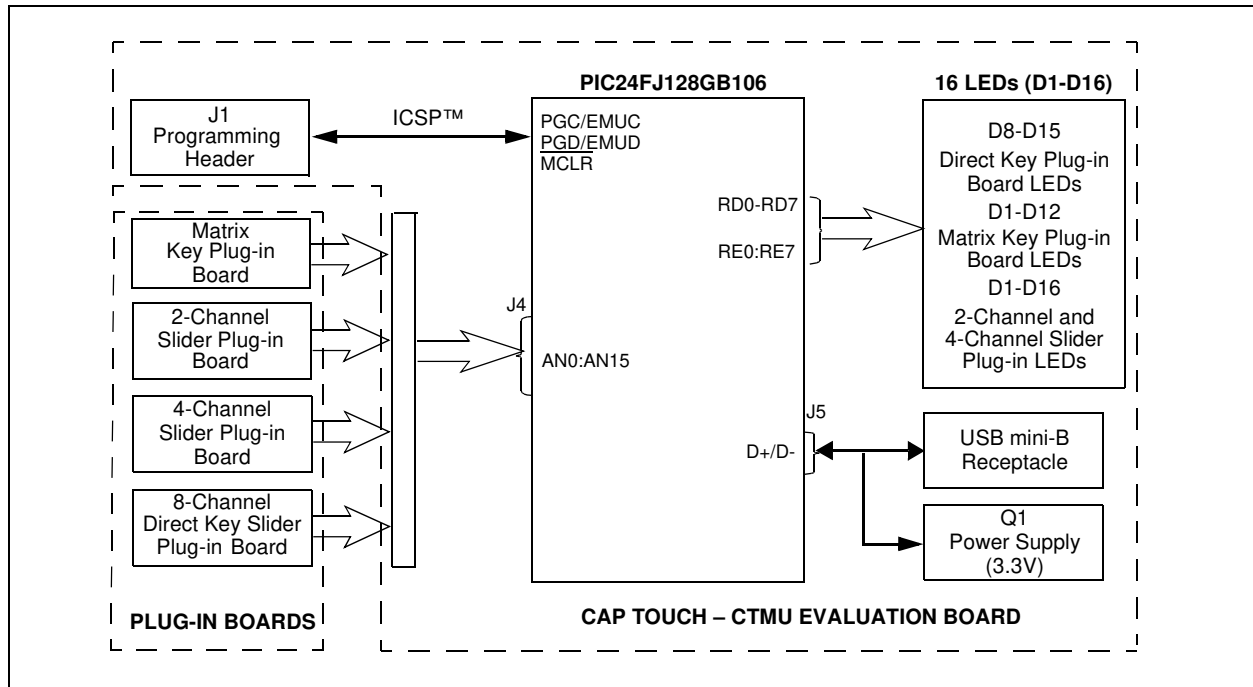 PIC24FJ128GB106
16 LEDs (D1-D16)
J1
Programming
Header
ICSP™
PGC/EMUC
PGD/EMUD
MCLR
D8-D15
Direct Key Plug-in
Board LEDs
D1-D12
Matrix Key Plug-in
Board LEDs
D1-D16
2-Channel and
4-Channel Slider
Plug-in LEDs
RD0-RD7
RE0:RE7
Matrix
Key Plug-in
Board
2-Channel
Slider Plug-in
Board
4-Channel
Slider Plug-in
Board
8-Channel
Direct Key Slider
Plug-in Board
J4
AN0:AN15
J5
D+/D-
USB mini-B
Receptacle
Q1
Power Supply
(3.3V)
PLUG-IN BOARDS
CAP TOUCH – CTMU EVALUATION BOARD